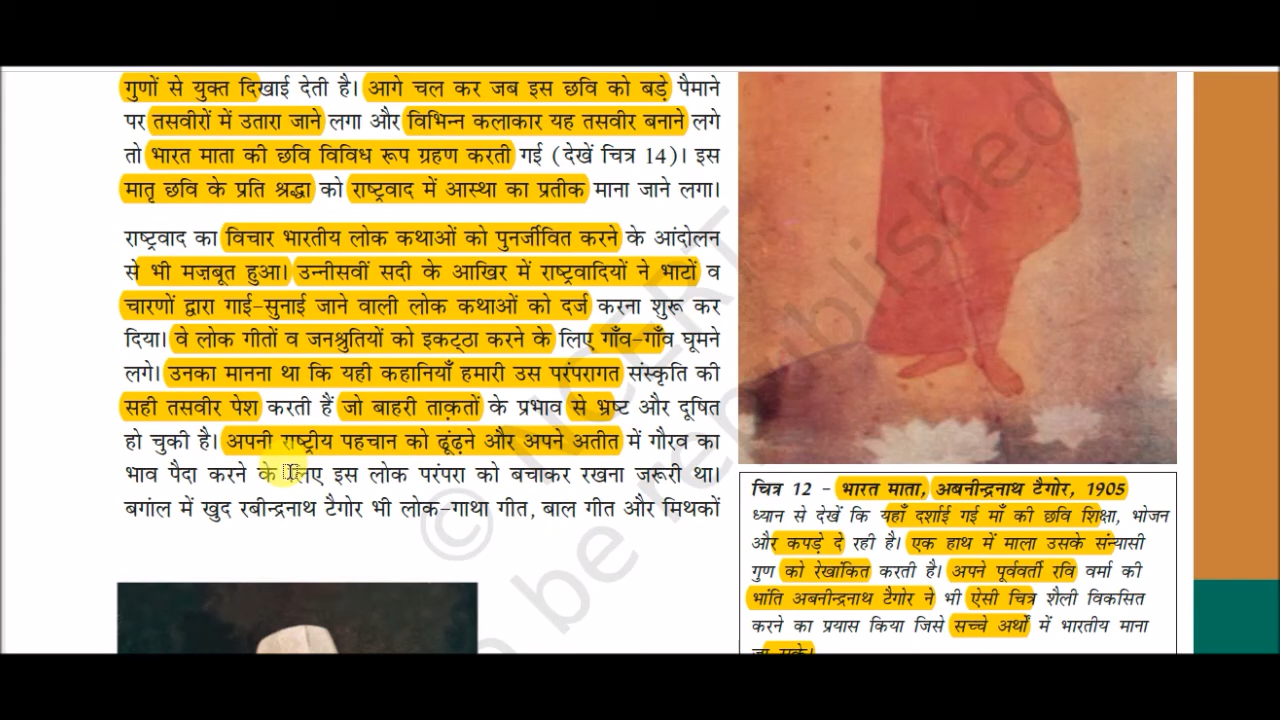 गुणों से युक्त दिखाई देती है। आगे चल कर जब इस छवि को बड़े पैमाने
पर तसवीरों में उतारा जाने लगा और विभिन्न कलाकार यह तसवीर बनाने लगे
तो भारत माता की छवि विविध रूप ग्रहण करती गई (देखें चित्र 14)। इस
मातृ छवि के प्रति श्रद्धा को राष्ट्रवाद में आस्था का प्रतीक माना जाने लगा।
राष्ट्रवाद का विचार भारतीय लोक कथाओं को पुनर्जीवित करने के आंदोलन
से भी मज़बूत हुआ। उन्नीसवीं सदी के आखिर में राष्ट्रवादियों ने भाटों व
चारणों द्वारा गाई-सुनाई जाने वाली लोक कथाओं को दर्ज करना शुरू कर
दिया। वे लोक गीतों व जनश्रुतियों को इकट्ठा करने के लिए गाँव-गाँव घूमने
लगे। उनका मानना था कि यही कहानियाँ हमारी उस परंपरागत संस्कृति की
सही तसवीर पेश करती हैं जो बाहरी ताक़तों के प्रभाव से भ्रष्ट और दूषित
हो चुकी है। अपनी राष्ट्रीय पहचान को ढूंढ़ने और अपने अतीत में गौरव का
भाव पैदा करने के लिए इस लोक परंपरा को बचाकर रखना जरूरी था।
बगांल में खुद रबीन्द्रनाथ टैगोर भी लोक-गाथा गीत, बाल गीत और मिथकों
चित्र 12 – भारत माता, अबनीन्द्रनाथ टैगोर, 1905
ध्यान से देखें कि यहाँ दर्शाई गई माँ की छवि शिक्षा, भोजन
और कपड़े दे रही है। एक हाथ में माला उसके संन्यासी
गुण को रेखांकित करती है। अपने पूर्ववर्ती रवि वर्मा की
भांति अबनीन्द्रनाथ टैगोर ने भी ऐसी चित्र शैली विकसित
करने का प्रयास किया जिसे सच्चे अर्थों में भारतीय माना
जा सके।
© NCERT
be republished